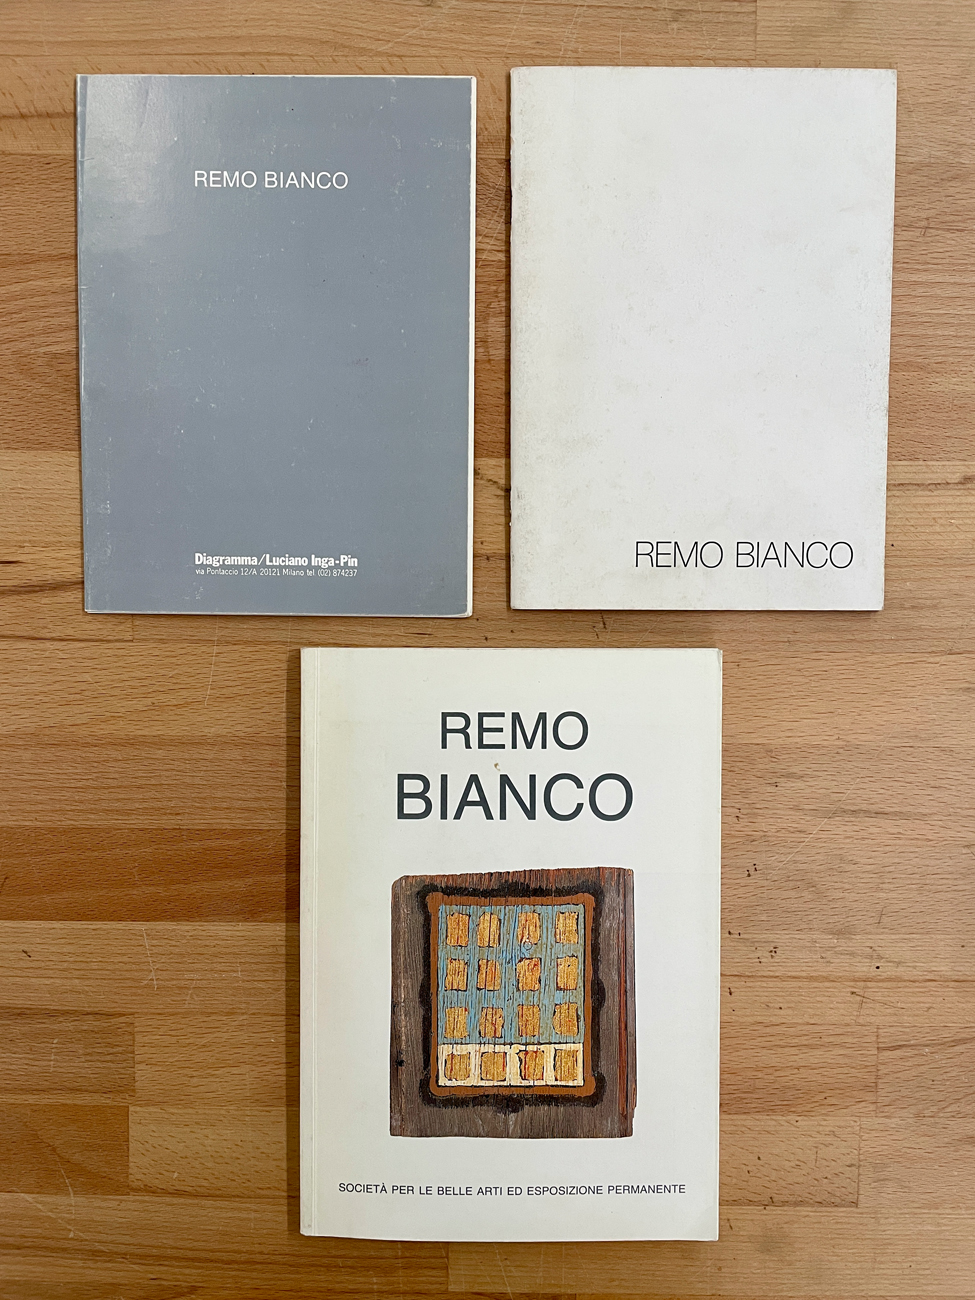 REMO BIANCO
Diagramma/Luciano Inga-Pin
via Pontaccio 12/A 20121 Milano tel. (02) 874237
REMO BIANCO
REMO
BIANCO
SOCIETÀ PER LE BELLE ARTI ED ESPOSIZIONE PERMANENTE